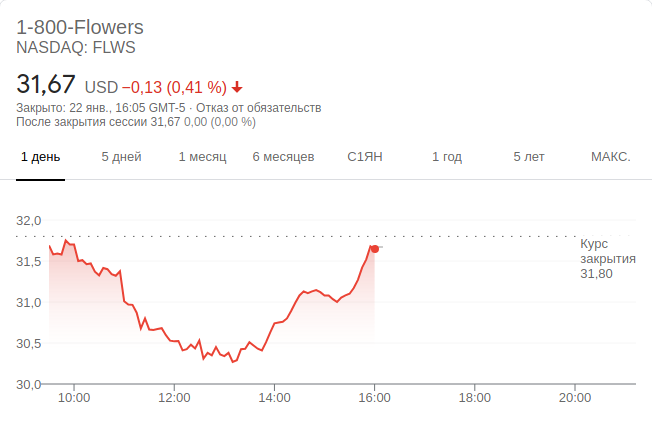 1-800-Flowers
NASDAQ: FLWS
31,67 USD −0,13 (0,41 %)
Закрыто: 22 янв., 16:05 GMT-5 · Отказ от обязательств
После закрытия сессии 31,67 0,00 (0,00 %)
1 день 5 дней 1 месяц 6 месяцев С1ЯН 1 год 5 лет МАКС.
32,0
Курс
закрытия
31,80
31,5
31,0
30,5
30,0
10:00 12:00 14:00 16:00 18:00 20:00